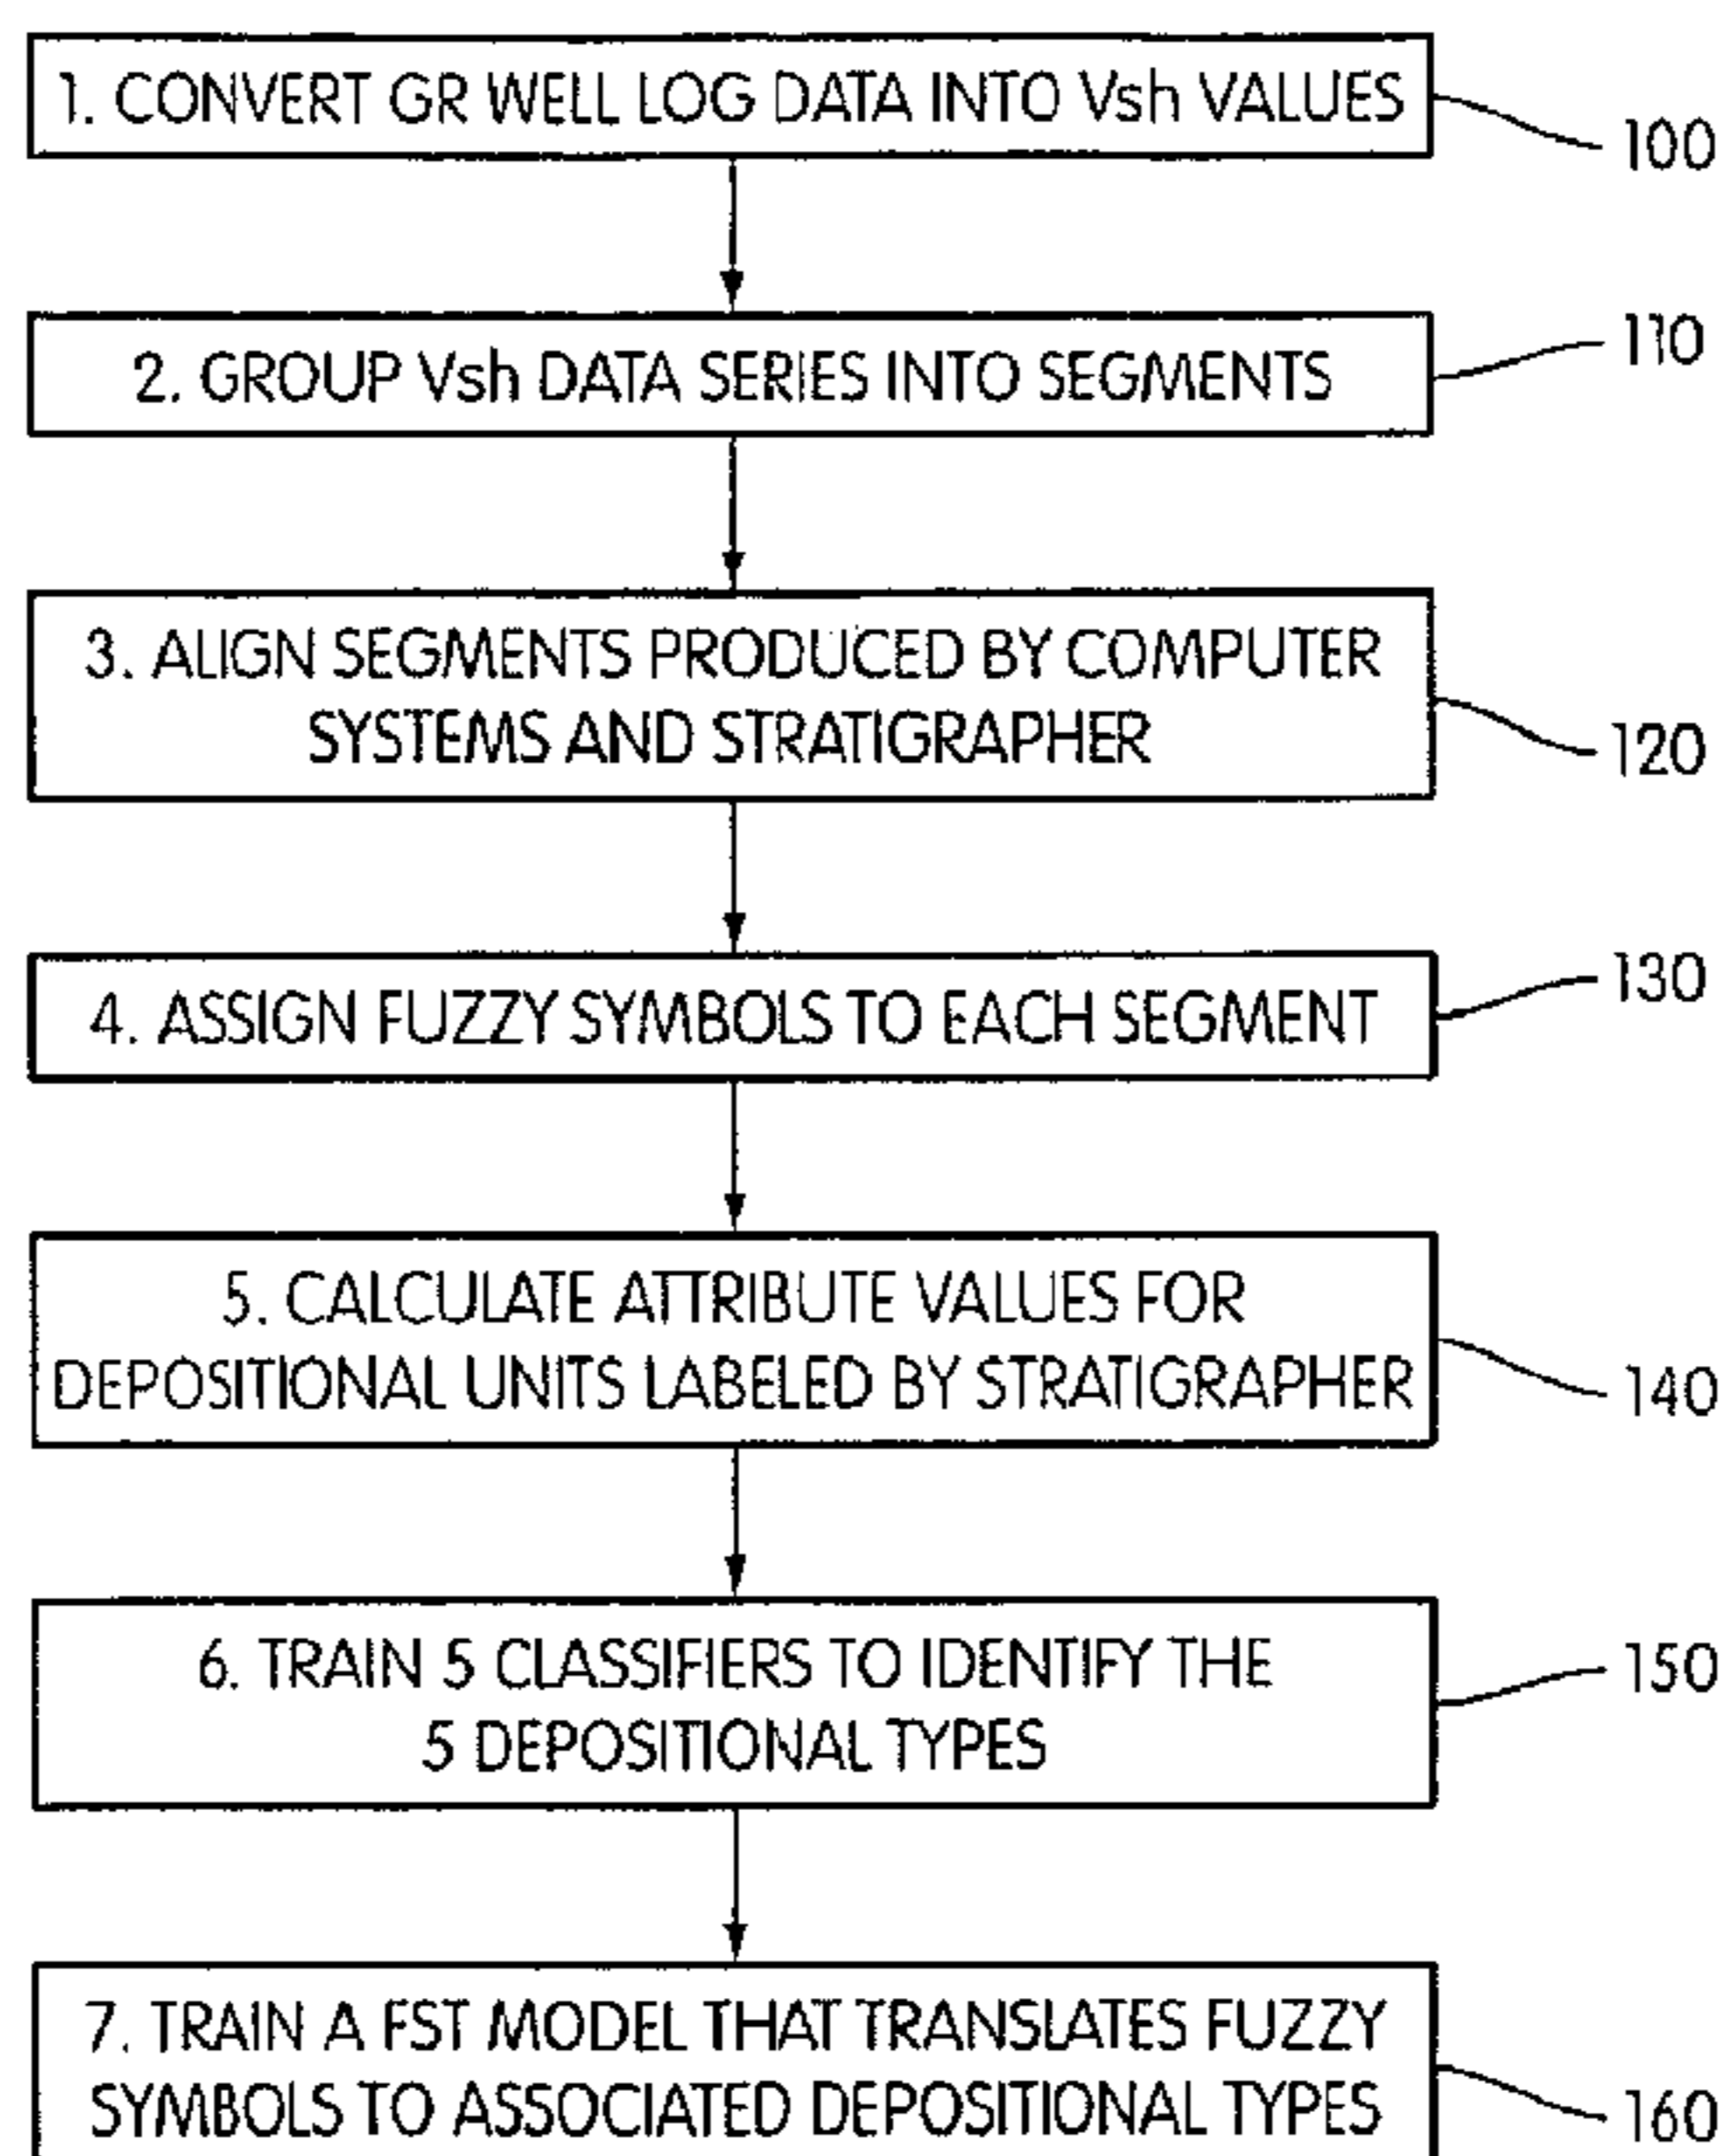 1. CONVERT GR WELL LOG DATA INTO Vsh VALUES
100
2. GROUP Vsh DATA SERIES INTO SEGMENTS
110
3. ALIGN SEGMENTS PRODUCED BY COMPUTER
SYSTEMS AND STRATIGRAPHER
120
4. ASSIGN FUZZY SYMBOLS TO EACH SEGMENT
130
5. CALCULATE ATTRIBUTE VALUES FOR
DEPOSITIONAL UNITS LABELED BY STRATIGRAPHER
140
6. TRAIN 5 CLASSIFIERS TO IDENTIFY THE
5 DEPOSITIONAL TYPES
150
7. TRAIN A FST MODEL THAT TRANSLATES FUZZY
SYMBOLS TO ASSOCIATED DEPOSITIONAL TYPES
160